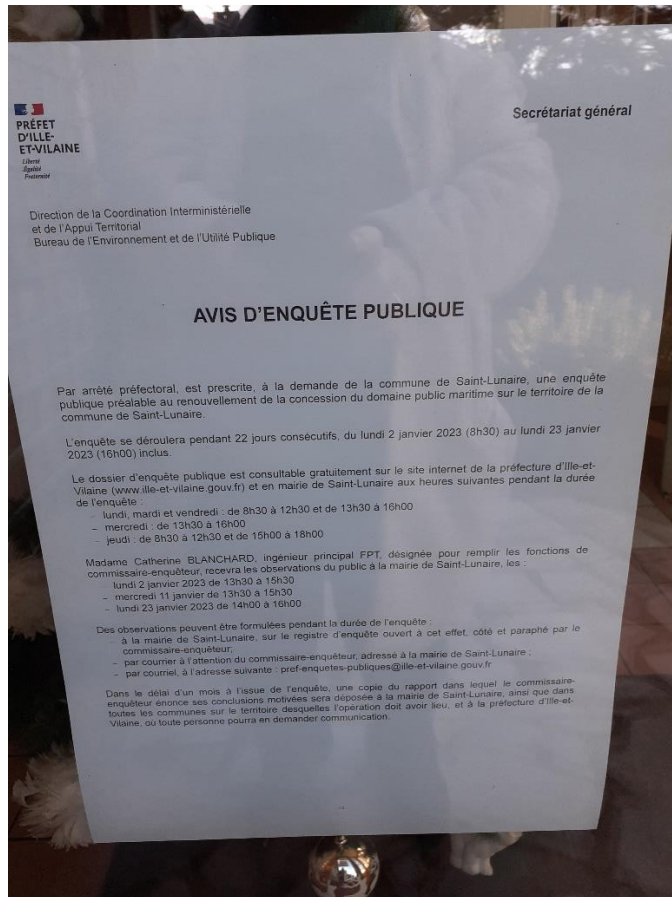 PRÉFET
D'ILLE-
ET-VILAINE
Liberté
Égalité
Fraternité
Secrétariat général
Direction de la Coordination Interministérielle
et de l'Appui Territorial
Bureau de l'Environnement et de l'Utilité Publique
AVIS D'ENQUÊTE PUBLIQUE
Par arrêté préfectoral, est prescrite, à la demande de la commune de Saint-Lunaire, une enquête
publique préalable au renouvellement de la concession du domaine public maritime sur le territoire de la
commune de Saint-Lunaire.
L'enquête se déroulera pendant 22 jours consécutifs, du lundi 2 janvier 2023 (8h30) au lundi 23 janvier
2023 (16h00) inclus.
Le dossier d'enquête publique est consultable gratuitement sur le site internet de la préfecture d'Ille-et-
Vilaine (www.ille-et-vilaine.gouv.fr) et en mairie de Saint-Lunaire aux heures suivantes pendant la durée
de l'enquête :
- lundi, mardi et vendredi : de 8h30 à 12h30 et de 13h30 à 16h00
- mercredi : de 13h30 à 16h00
- jeudi : de 8h30 à 12h30 et de 15h00 à 18h00
Madame Catherine BLANCHARD, ingénieur principal FPT, désignée pour remplir les fonctions de
commissaire-enquêteur, recevra les observations du public à la mairie de Saint-Lunaire, les :
lundi 2 janvier 2023 de 13h30 à 15h30
- mercredi 11 janvier de 13h30 à 15h30
- lundi 23 janvier 2023 de 14h00 à 16h00
Des observations peuvent être formulées pendant la durée de l'enquête :
- à la mairie de Saint-Lunaire, sur le registre d'enquête ouvert à cet effet, côté et paraphé par le
commissaire-enquêteur;
- par courrier à l'attention du commissaire-enquêteur, adressé à la mairie de Saint-Lunaire ;
- par courriel, à l'adresse suivante : pref-enquetes-publiques@ille-et-vilaine.gouv.fr
Dans le délai d'un mois à l'issue de l'enquête, une copie du rapport dans lequel le commissaire-
enquêteur énonce ses conclusions motivées sera déposée à la mairie de Saint-Lunaire, ainsi que dans
toutes les communes sur le territoire desquelles l'opération doit avoir lieu, et à la préfecture d'Ille-et-
Vilaine, où toute personne pourra en demander communication.